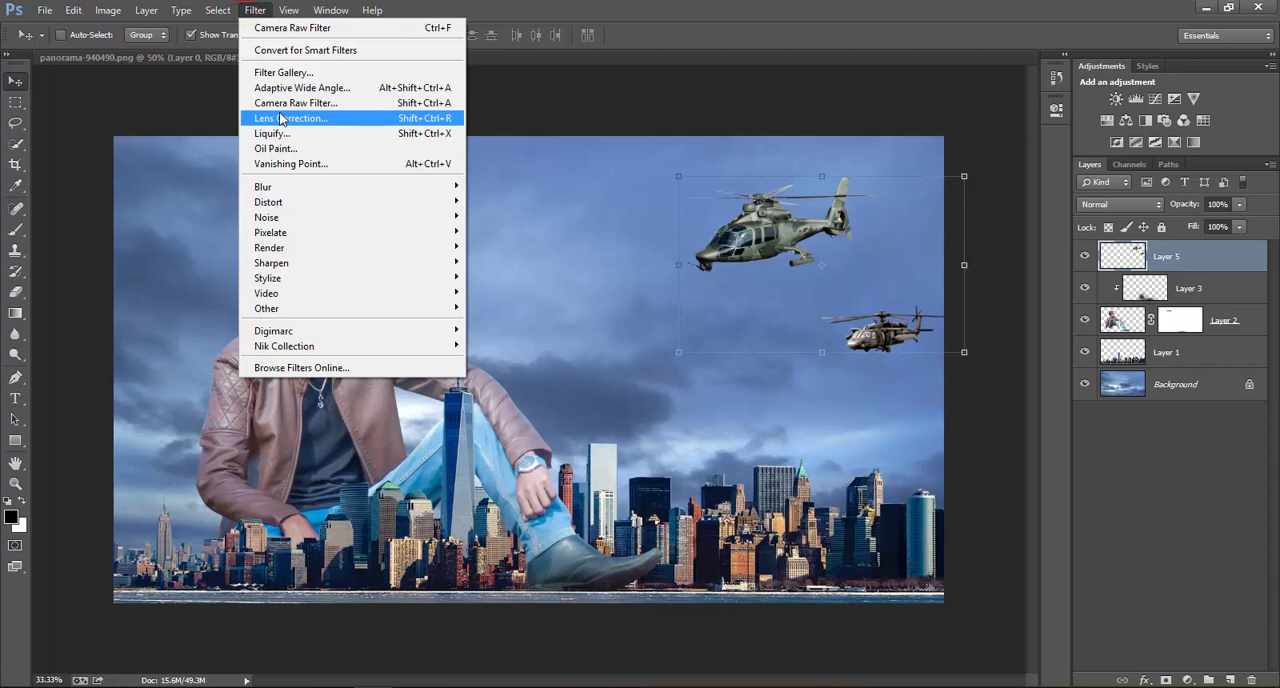 Ps File Edit Image Layer Type Select Filter View Window Help
Auto-Select: Group Show Tran
Essentials
panorama-940490.png @ 50% (Layer 0, RGB/8#)
Camera Raw Filter Ctrl+F
Convert for Smart Filters
Filter Gallery...
Adaptive Wide Angle... Alt+Shift+Ctrl+A
Camera Raw Filter... Shift+Ctrl+A
Lens Correction... Shift+Ctrl+R
Liquify... Shift+Ctrl+X
Oil Paint...
Vanishing Point... Alt+Ctrl+V
Blur
Distort
Noise
Pixelate
Render
Sharpen
Stylize
Video
Other
Digimarc
Nik Collection
Browse Filters Online...
Adjustments Styles
Add an adjustment
Layers Channels Paths
Kind
Normal Opacity: 100%
Lock: Fill: 100%
Layer 5
Layer 3
Layer 2
Layer 1
Background
33.33% Doc: 15.6M/49.3M